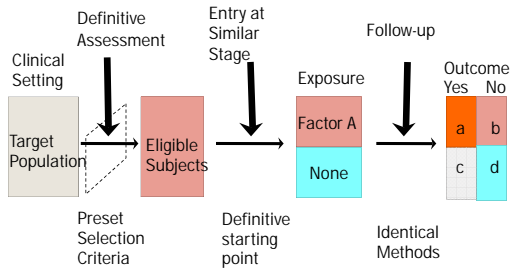 Definitive
Assessment
Entry at
Similar
Stage
Follow-up
Clinical
Setting
Exposure
Outcome
Yes No
Target
Population
Eligible
Subjects
Factor A
None
a b
c d
Preset
Selection
Criteria
Definitive
starting
point
Identical
Methods